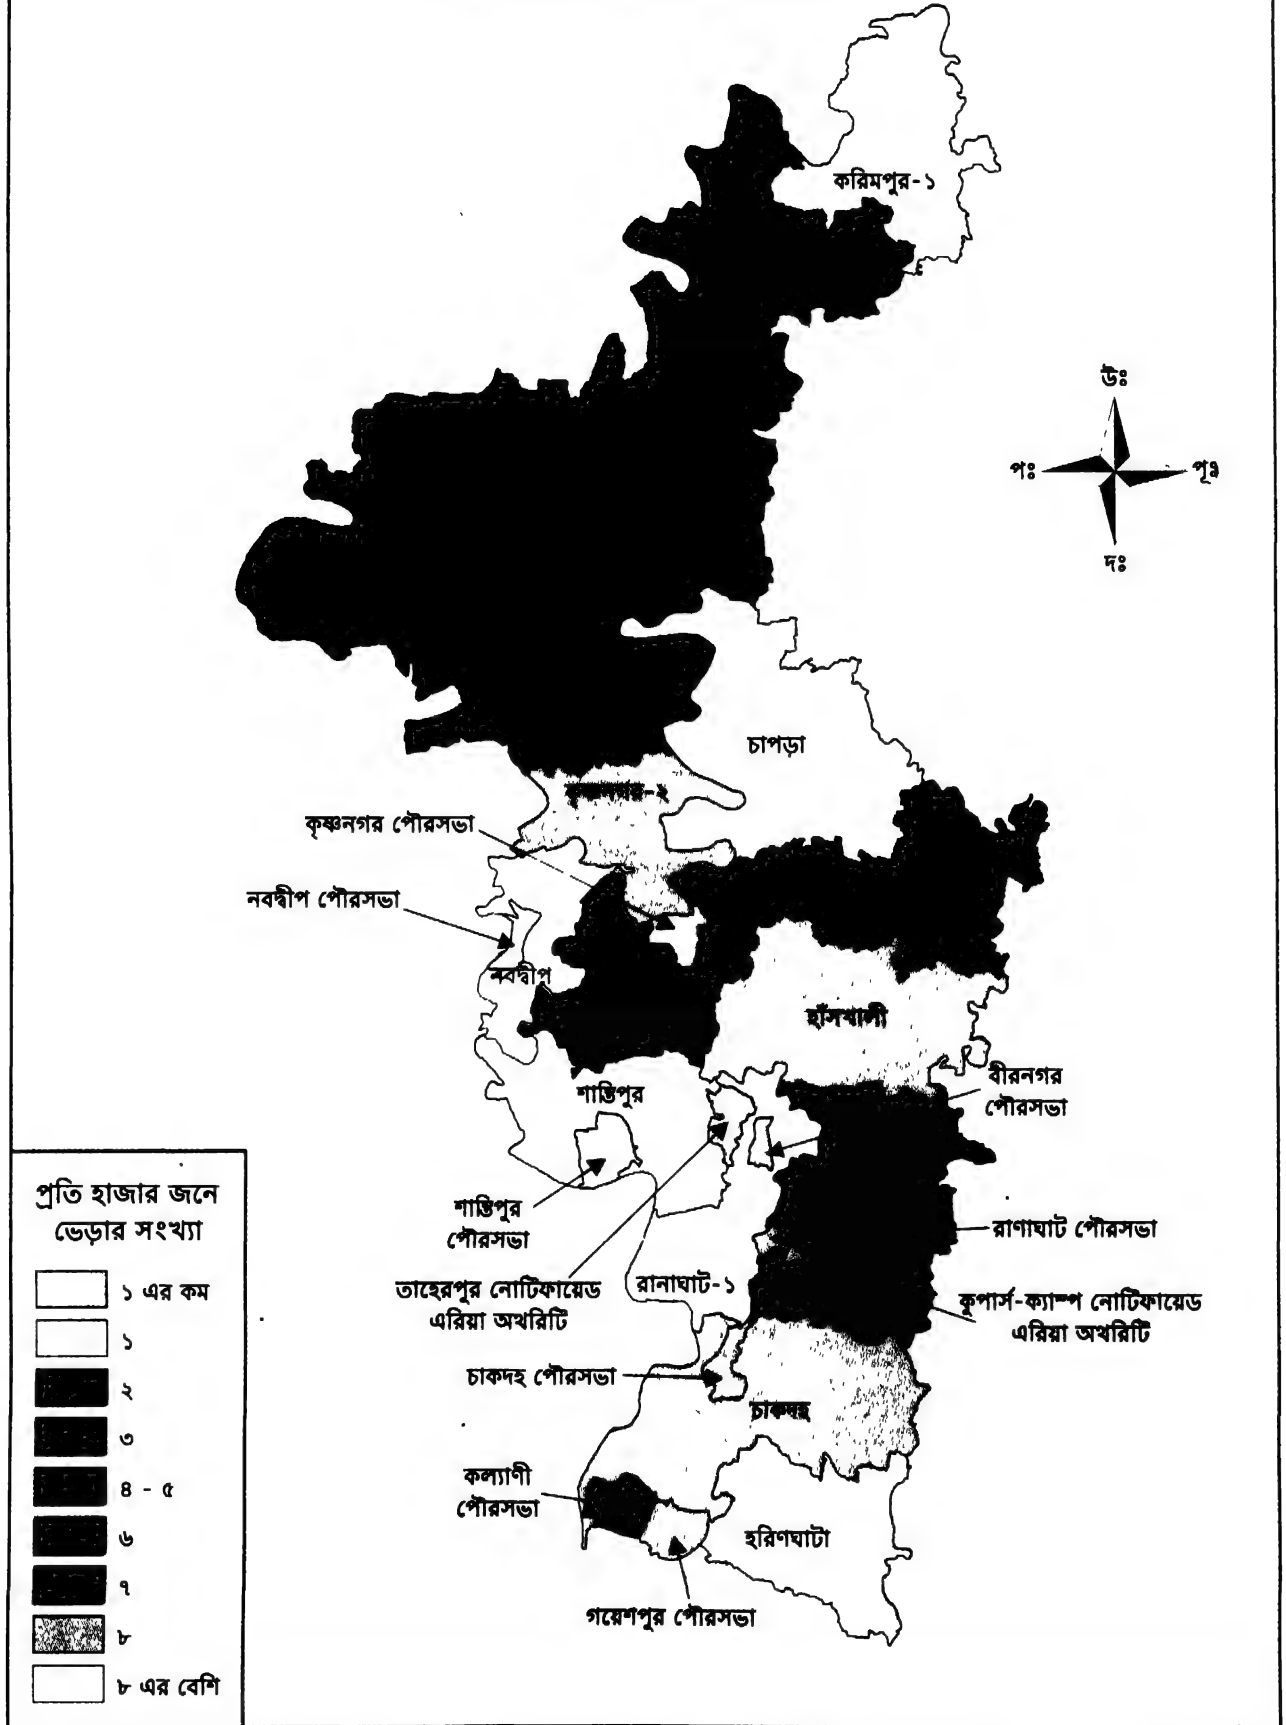 করিমপুর-১
উঃ
পঃ
পূঃ
দঃ
চাপড়া
কৃষ্ণনগর-২
কৃষ্ণনগর পৌরসভা
নবদ্বীপ পৌরসভা
নবদ্বীপ
হাঁসখালী
বীরনগর
পৌরসভা
শান্তিপুর
শান্তিপুর
পৌরসভা
রাণাঘাট পৌরসভা
তাহেরপুর নোটিফায়েড
এরিয়া অথরিটি
রানাঘাট-১
কুপার্স-ক্যাম্প নোটিফায়েড
এরিয়া অথরিটি
চাকদহ পৌরসভা
চাকদহ
কল্যাণী
পৌরসভা
হরিণঘাটা
গয়েশপুর পৌরসভা
প্রতি হাজার জনে
ভেড়ার সংখ্যা
১ এর কম
১
২
৩
৪ - ৫
৬
৭
৮
৮ এর বেশি